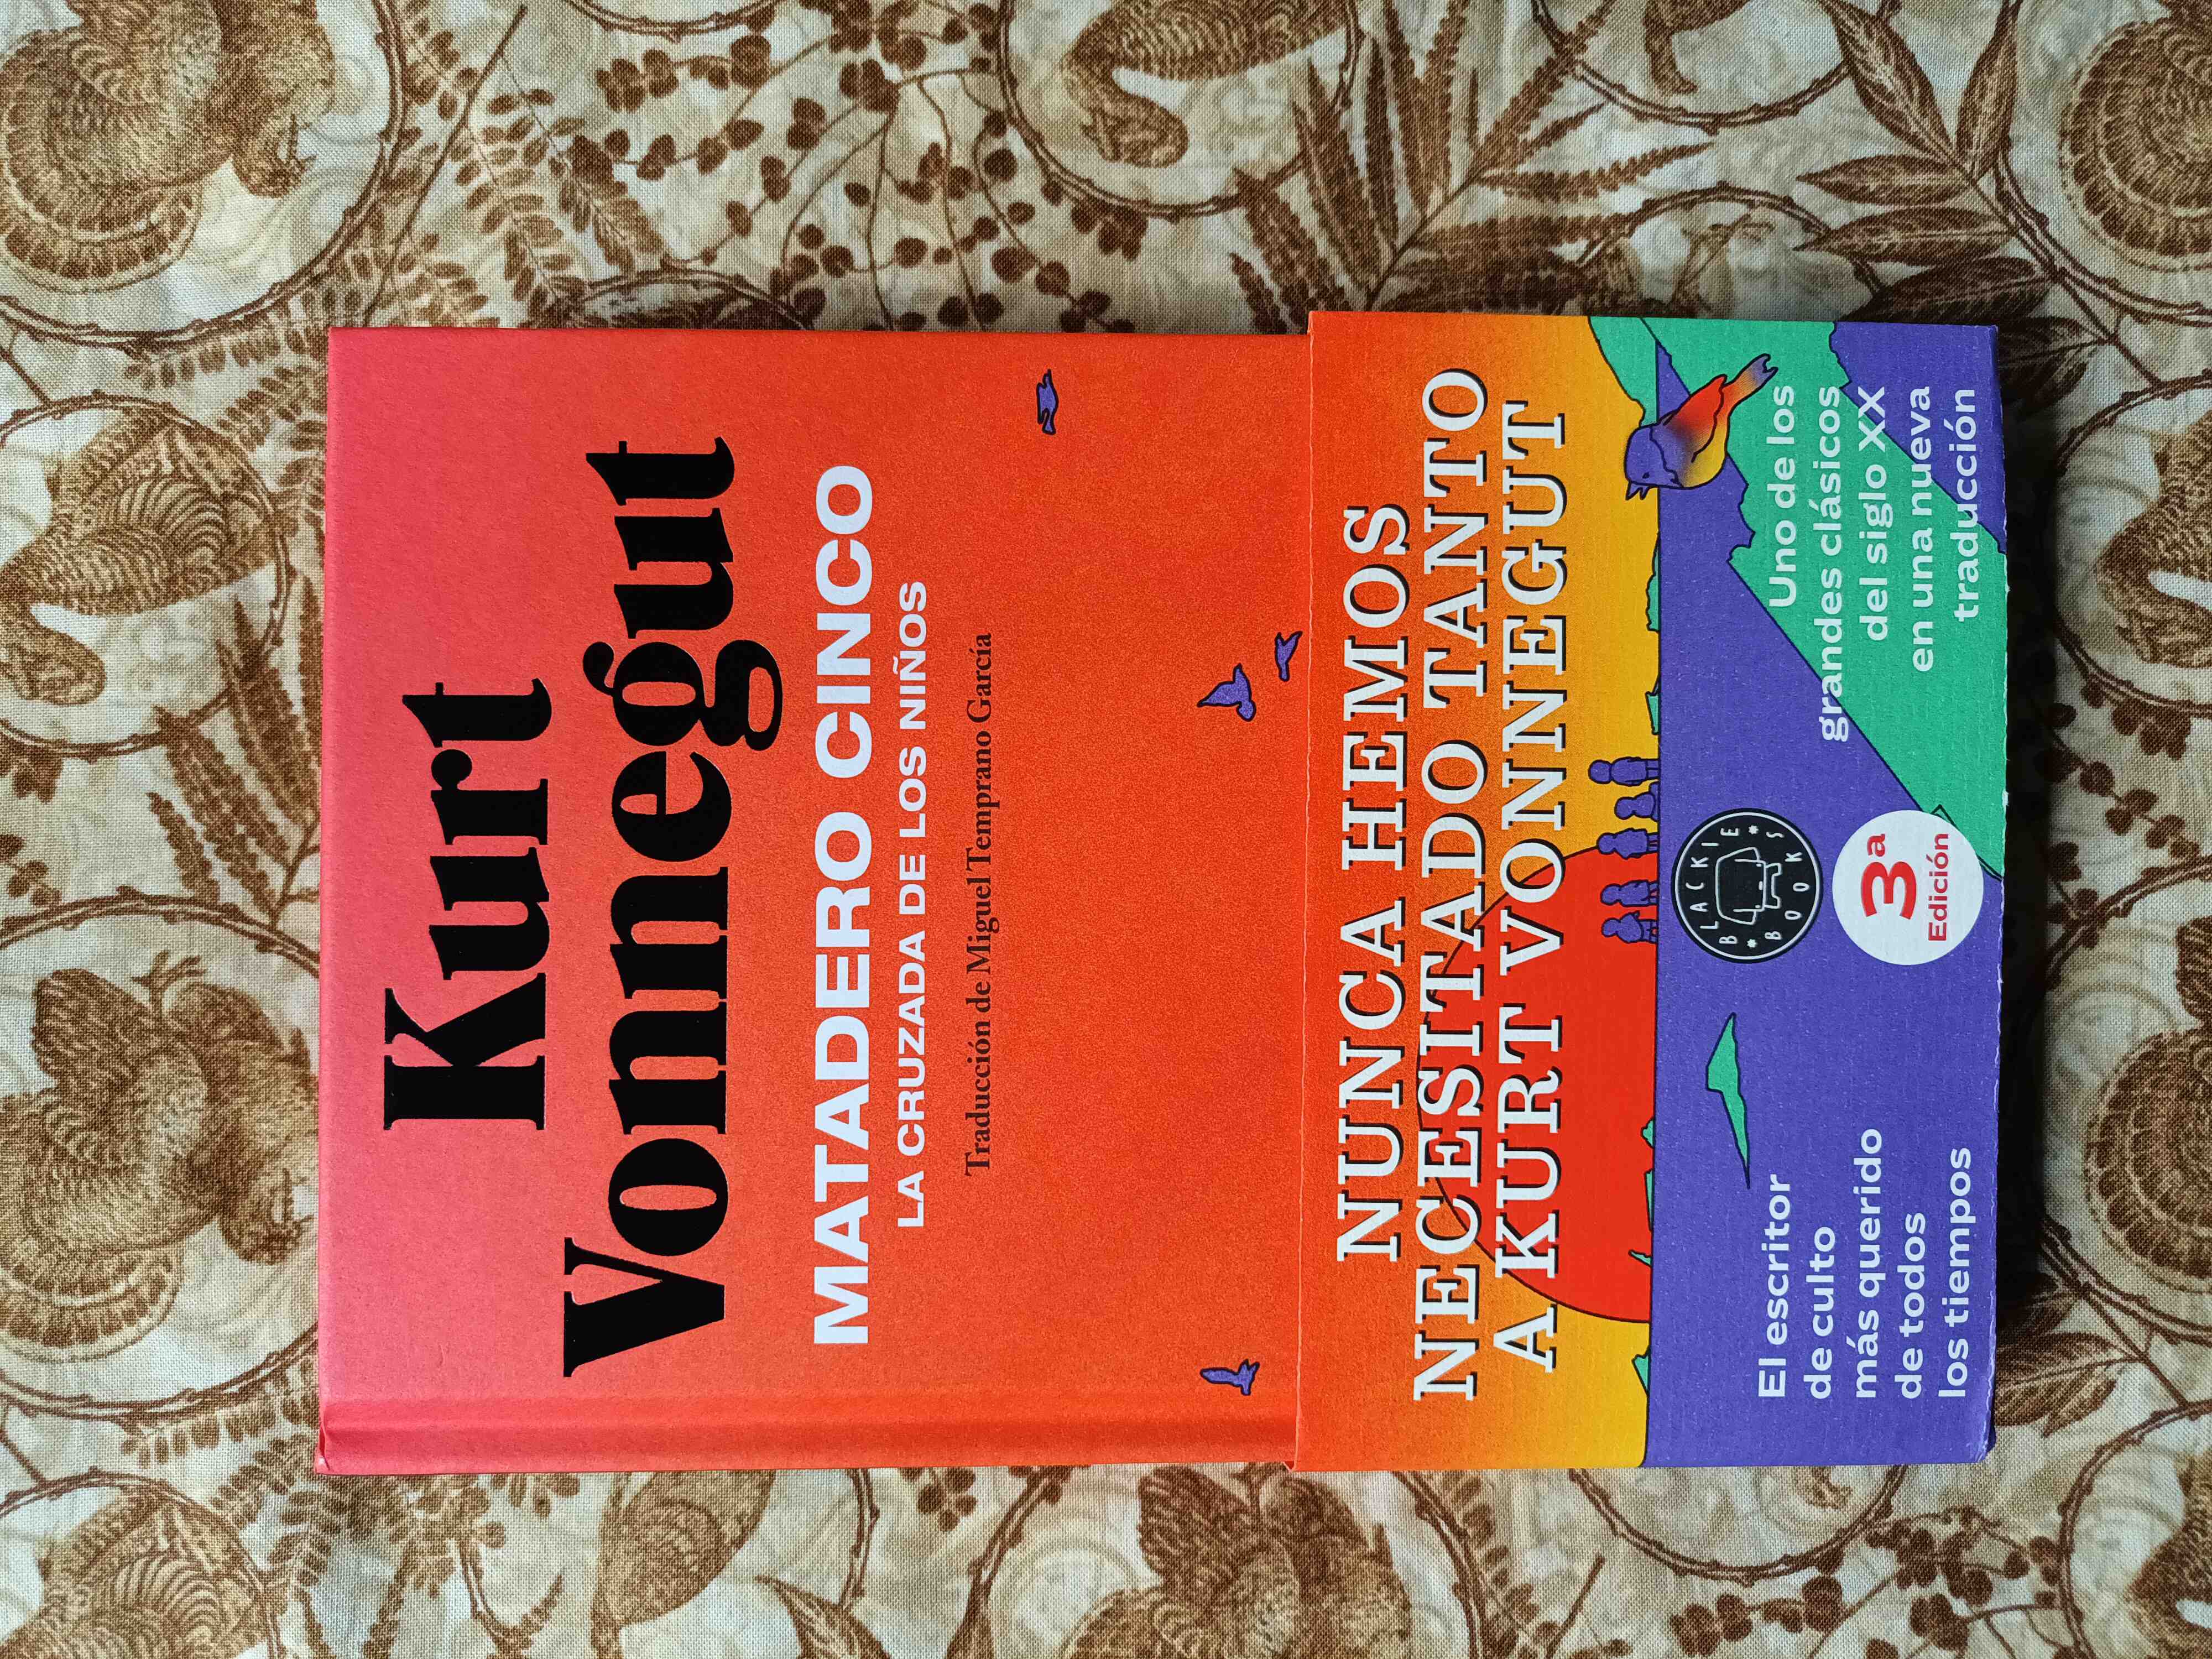 Kurt
Vonnegut
MATADERO CINCO
LA CRUZADA DE LOS NIÑOS
Traducción de Miguel Temprano García
NUNCA HEMOS
NECESITADO TANTO
A KURT VONNEGUT
El escritor
de culto
más querido
de todos
los tiempos
BLACKIE
BOOKS
3ª
Edición
Uno de los
grandes clásicos
del siglo XX
en una nueva
traducción